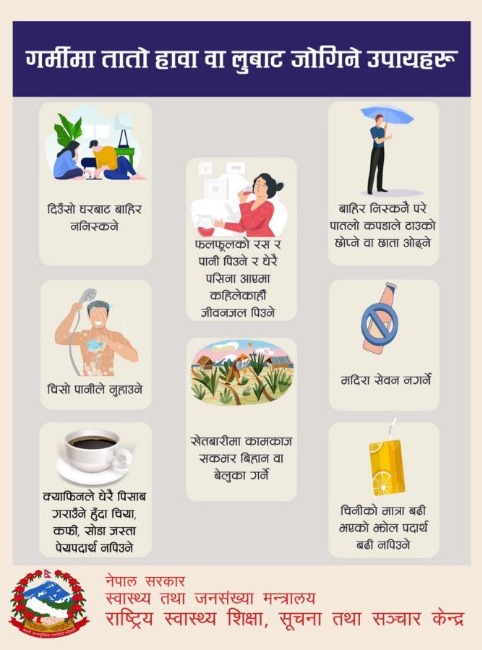 गर्मीमा तातो हावा वा लुबाट जोगिने उपायहरू
दिउँसो घरबाट बाहिर
ननिस्कने
फलफूलको रस र
पानी पिउने र धेरै
पसिना आएमा
कहिलेकाहीँ
जीवनजल पिउने
बाहिर निस्कनै परे
पातलो कपडाले टाउको
छोप्ने वा छाता ओढ्ने
चिसो पानीले नुहाउने
खेतबारीमा कामकाज
सकभर बिहान वा
बेलुका गर्ने
मदिरा सेवन नगर्ने
क्याफिनले धेरै पिसाब
गराउँने हुँदा चिया,
कफी, सोडा जस्ता
पेयपदार्थ नपिउने
चिनीको मात्रा बढी
भएको झोल पदार्थ
बढी नपिउने
नेपाल सरकार
स्वास्थ्य तथा जनसंख्या मन्त्रालय
राष्ट्रिय स्वास्थ्य शिक्षा, सूचना तथा सञ्चार केन्द्र